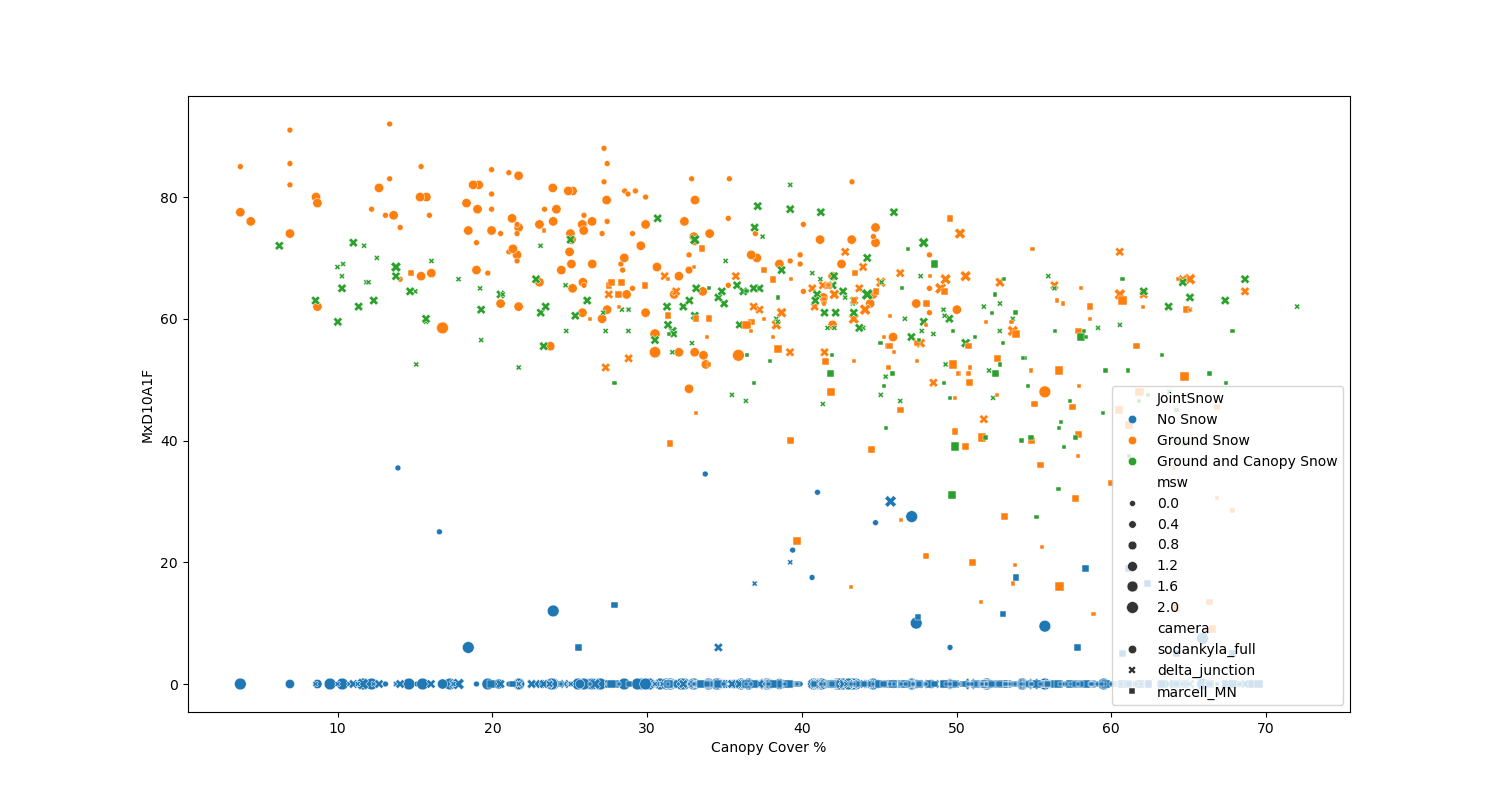 80
60
40
20
0
MxD10A1F
10
20
30
40
50
60
70
Canopy Cover %
JointSnow
No Snow
Ground Snow
Ground and Canopy Snow
msw
0.0
0.4
0.8
1.2
1.6
2.0
camera
sodankyla_full
delta_junction
marcell_MN